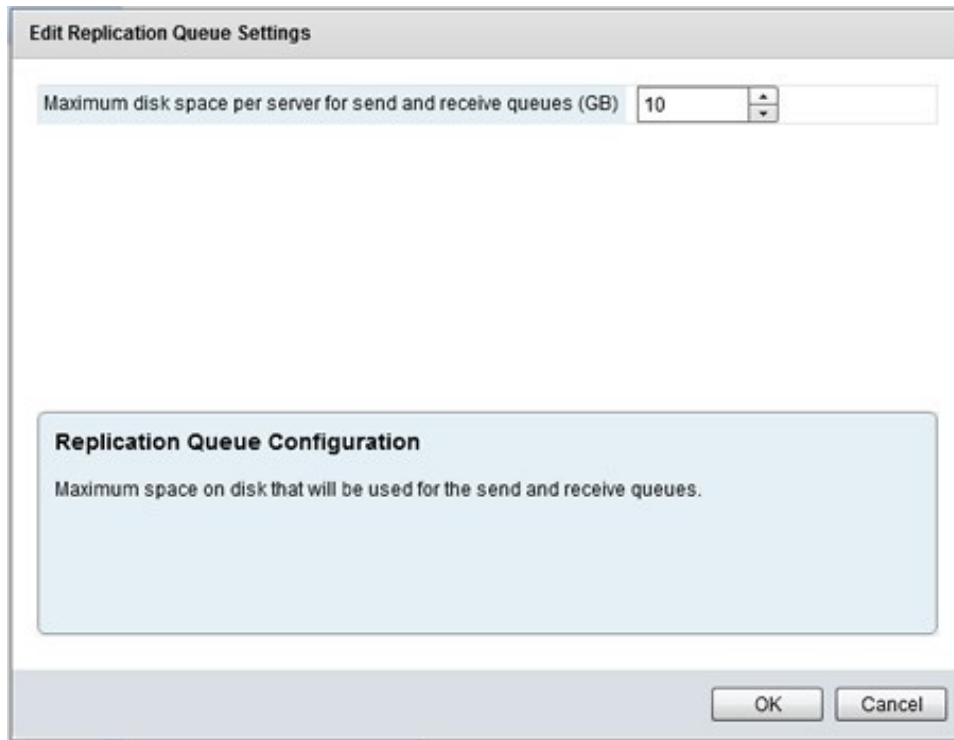 Edit Replication Queue Settings
Maximum disk space per server for send and receive queues (GB) 10
Replication Queue Configuration
Maximum space on disk that will be used for the send and receive queues.
OK Cancel